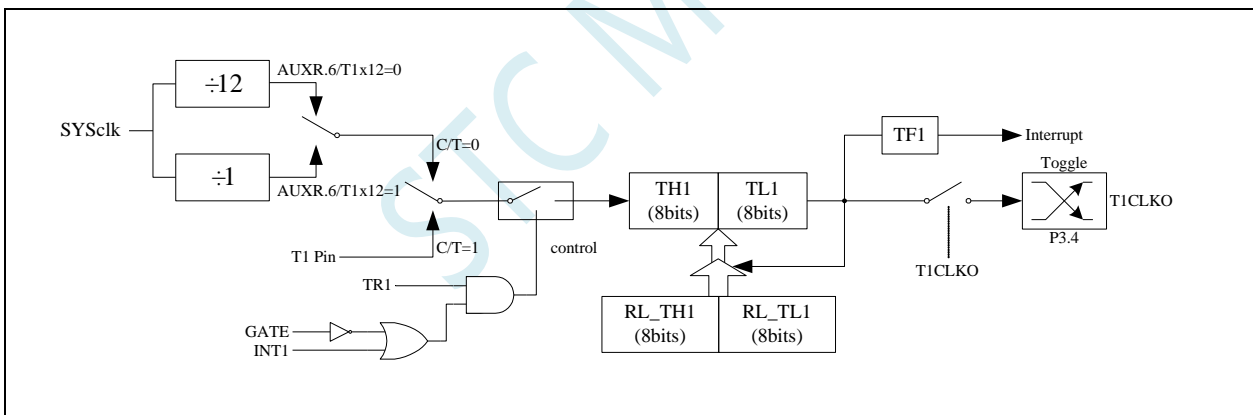 ÷12
AUXR.6/T1x12=0
SYSclk
÷1
AUXR.6/T1x12=1
C/T=0
T1 Pin
C/T=1
control
TR1
GATE
INT1
TH1
(8bits)
TL1
(8bits)
RL_TH1
(8bits)
RL_TL1
(8bits)
TF1
Interrupt
Toggle
T1CLKO
P3.4
T1CLKO
STC M